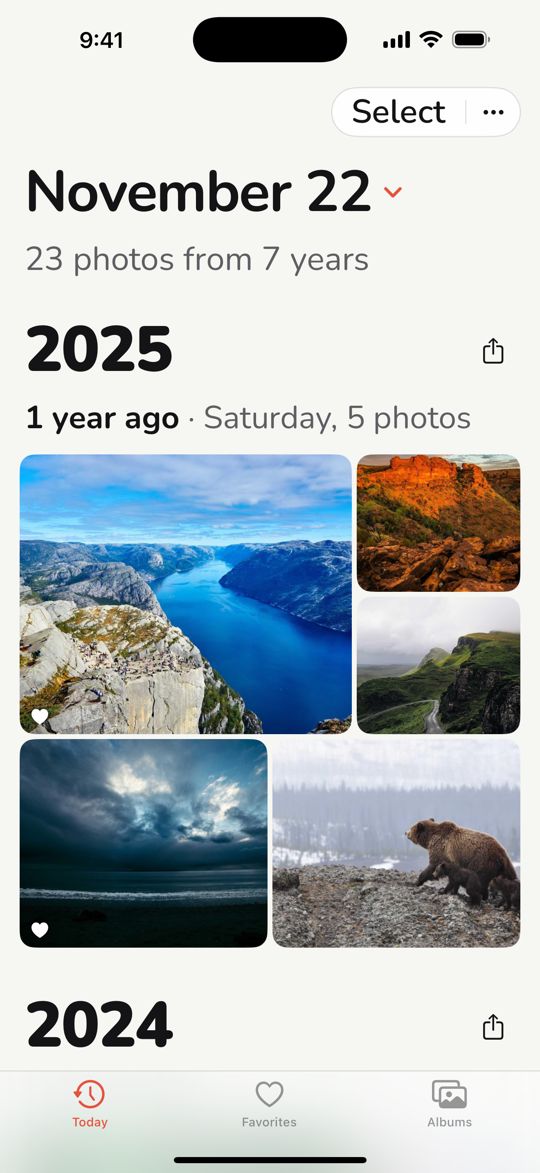 9:41
Select
November 22
23 photos from 7 years
2025
1 year ago · Saturday, 5 photos
2024
Today
Favorites
Albums